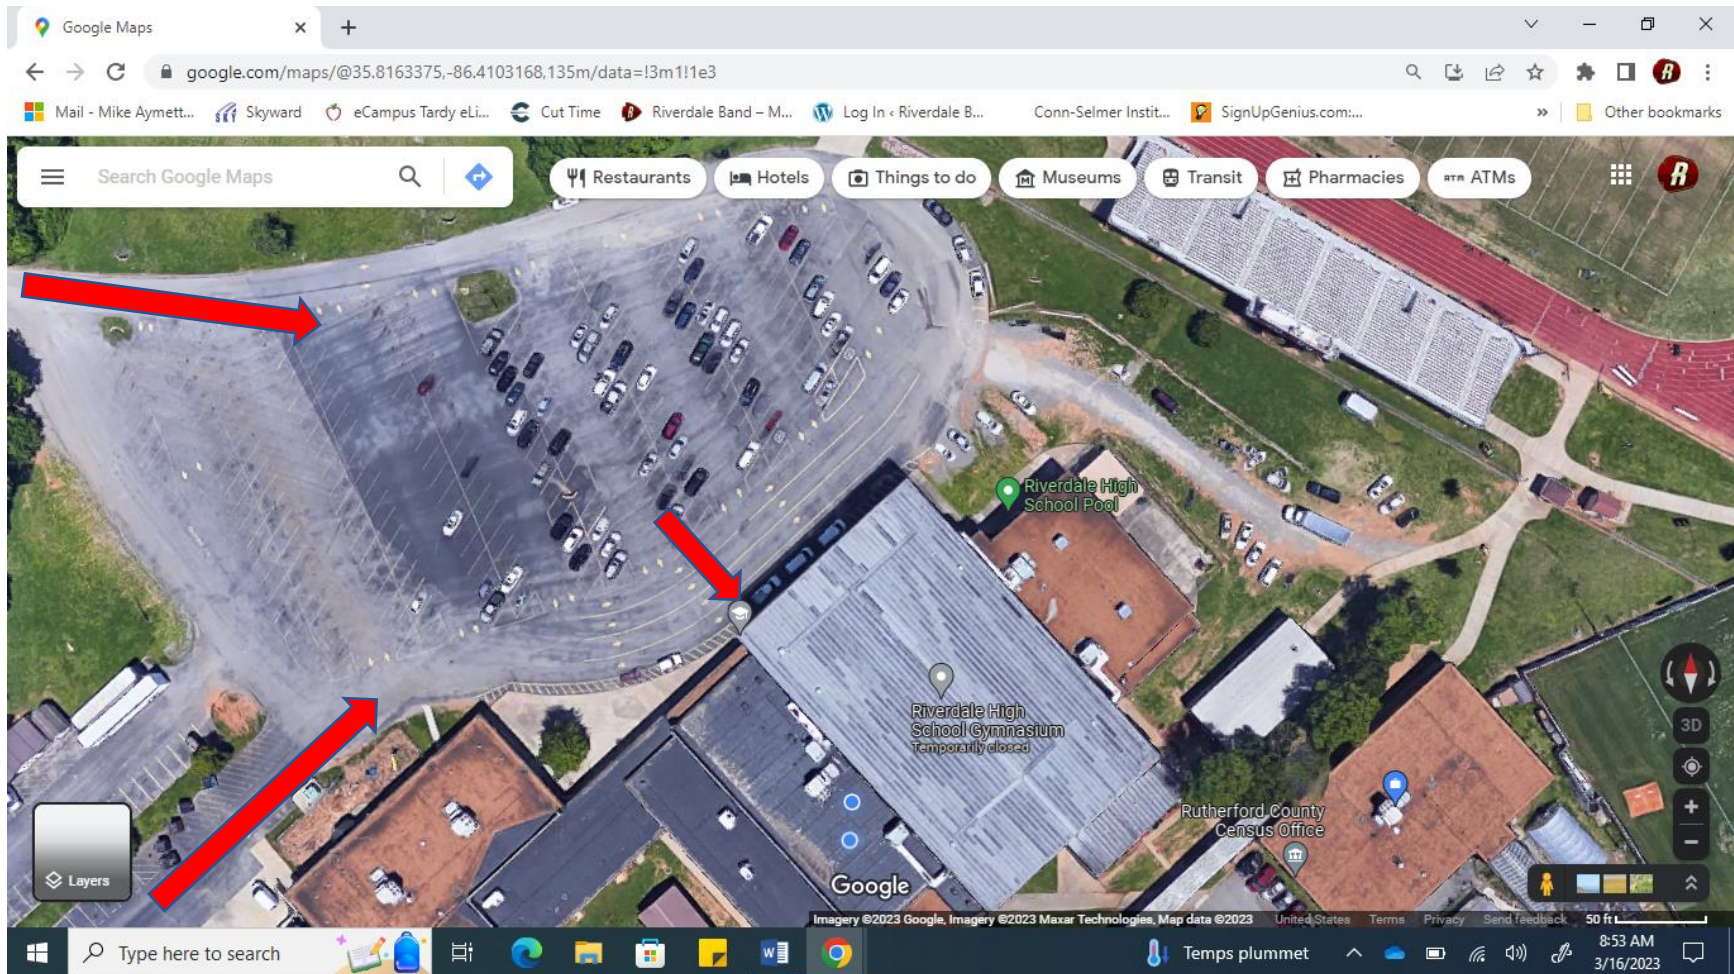 Google Maps
google.com/maps/@35.8163375,-86.4103168,135m/data=!3m1!1e3
Mail - Mike Aymett... Skyward eCampus Tardy eLi... Cut Time Riverdale Band – M... Log In ‹ Riverdale B... Conn-Selmer Instit... SignUpGenius.com:... » Other bookmarks
Search Google Maps Restaurants Hotels Things to do Museums Transit Pharmacies ATM ATMs R
Riverdale High
School Pool
Riverdale High
School Gymnasium
Temporarily closed
3D
Rutherford County
Census Office
Layers
Google
Imagery ©2023 Google, Imagery ©2023 Maxar Technologies, Map data ©2023 United States Terms Privacy Send feedback 50 ft
Type here to search Temps plummet 8:53 AM
3/16/2023